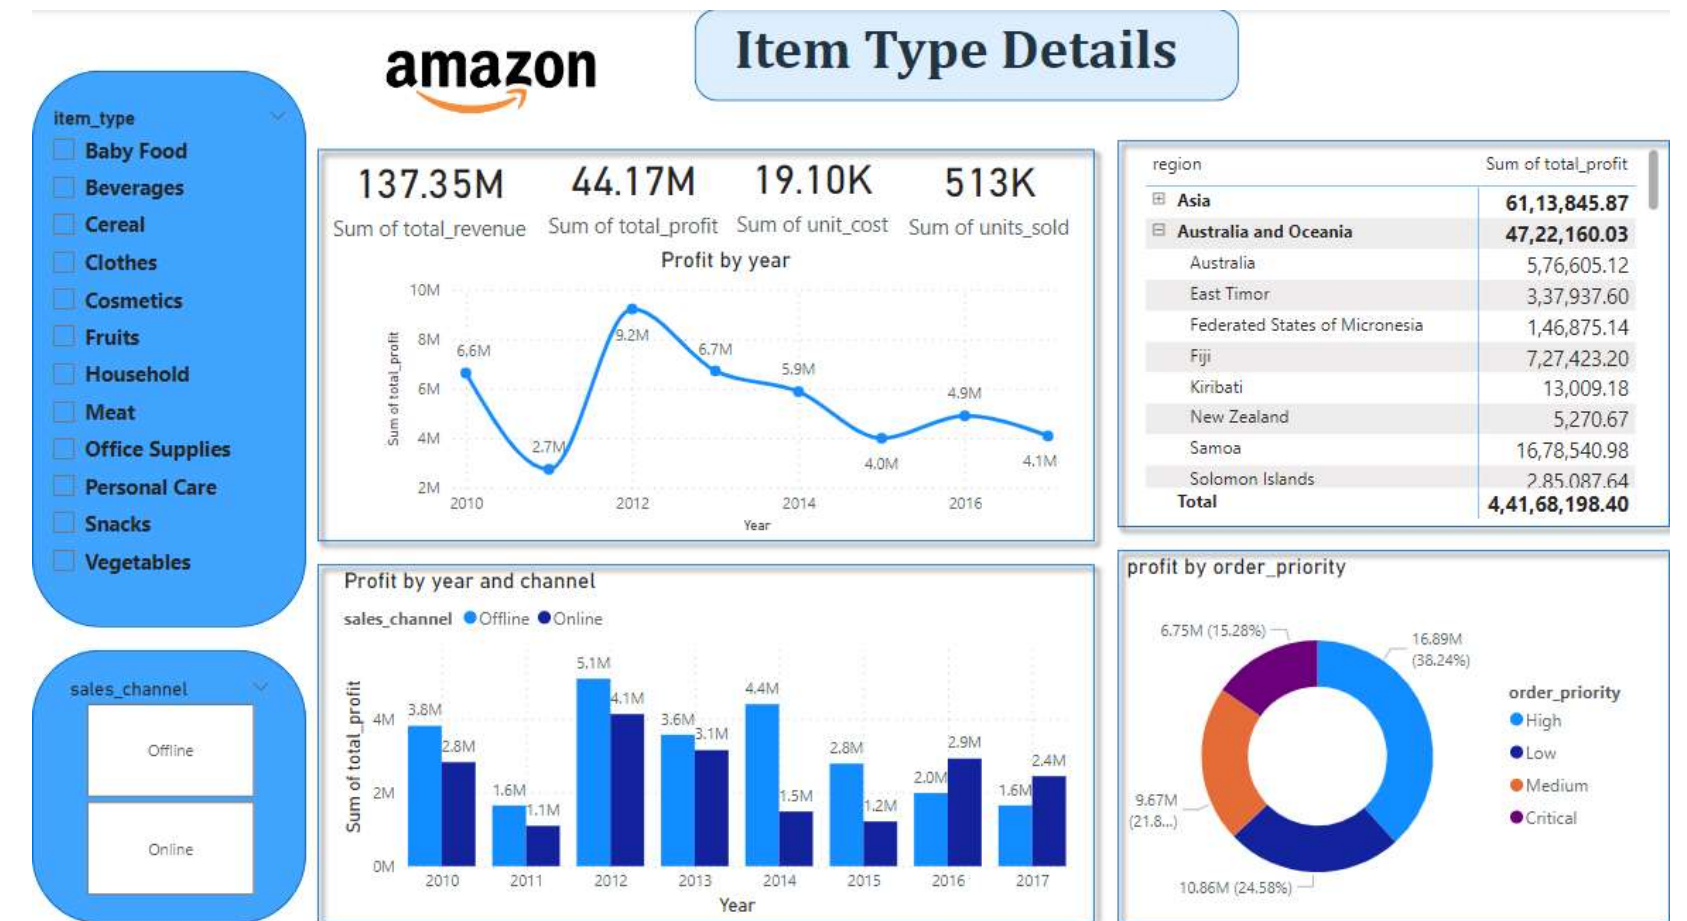 amazon
Item Type Details
item_type
Baby Food
Beverages
Cereal
Clothes
Cosmetics
Fruits
Household
Meat
Office Supplies
Personal Care
Snacks
Vegetables
sales_channel
Offline
Online
137.35M 44.17M 19.10K 513K
Sum of total_revenue Sum of total_profit Sum of unit_cost Sum of units_sold
Profit by year
Sum of total_profit
10M
8M
6M
4M
2M
6.6M
2.7M
9.2M
6.7M
5.9M
4.0M
4.9M
4.1M
2010 2012 2014 2016
Year
region Sum of total_profit
Asia 61,13,845.87
Australia and Oceania 47,22,160.03
Australia 5,76,605.12
East Timor 3,37,937.60
Federated States of Micronesia 1,46,875.14
Fiji 7,27,423.20
Kiribati 13,009.18
New Zealand 5,270.67
Samoa 16,78,540.98
Solomon Islands 2,85,087.64
Total 4,41,68,198.40
Profit by year and channel
sales_channel Offline Online
Sum of total_profit
4M
2M
0M
3.8M 2.8M
1.6M 1.1M
5.1M 4.1M
3.6M 3.1M
4.4M 1.5M
2.8M 1.2M
2.0M 2.9M
1.6M 2.4M
2010 2011 2012 2013 2014 2015 2016 2017
Year
profit by order_priority
6.75M (15.28%)
16.89M
(38.24%)
9.67M
(21.8...)
10.86M (24.58%)
order_priority
High
Low
Medium
Critical